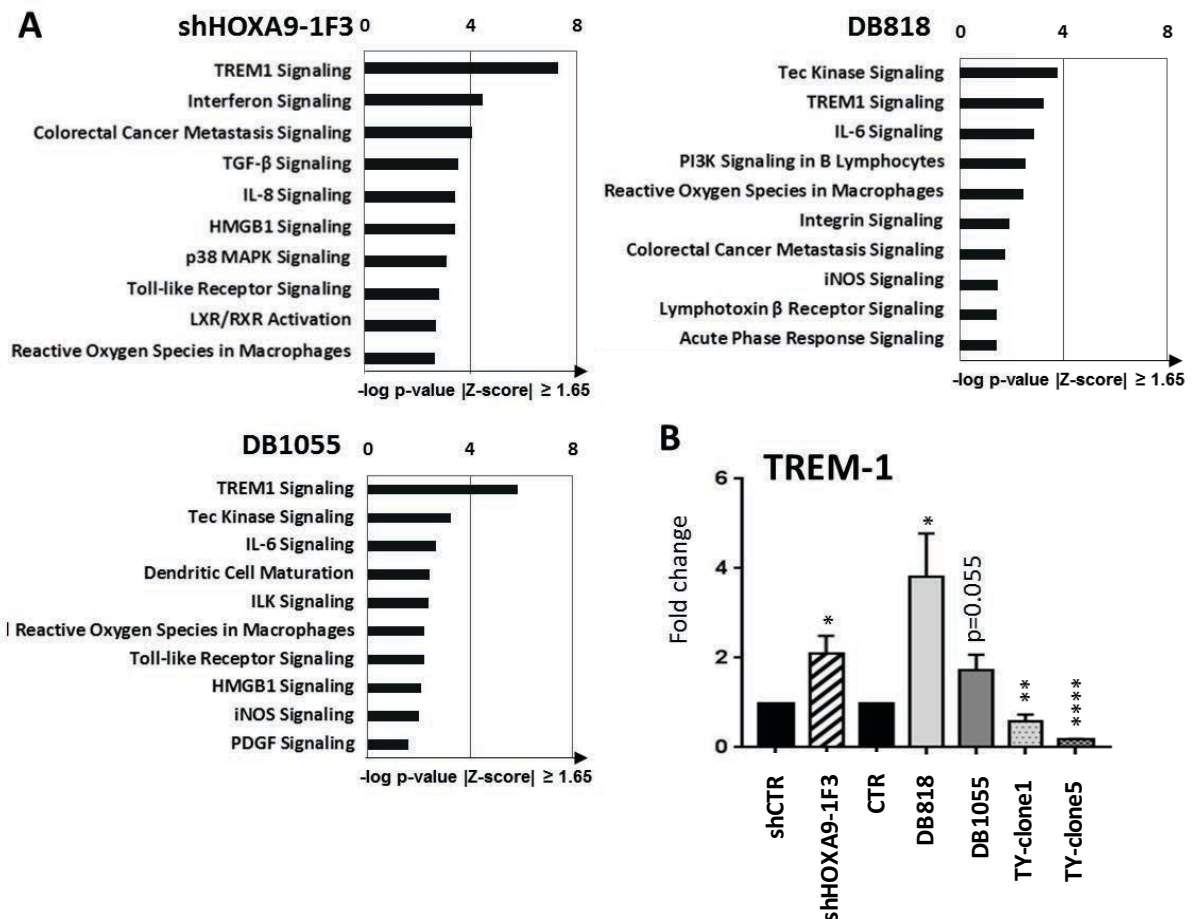 A
shHOXA9-1F3
0 4 8
TREM1 Signaling
Interferon Signaling
Colorectal Cancer Metastasis Signaling
TGF-β Signaling
IL-8 Signaling
HMGB1 Signaling
p38 MAPK Signaling
Toll-like Receptor Signaling
LXR/RXR Activation
Reactive Oxygen Species in Macrophages
-log p-value |Z-score| ≥ 1.65
DB818
0 4 8
Tec Kinase Signaling
TREM1 Signaling
IL-6 Signaling
PI3K Signaling in B Lymphocytes
Reactive Oxygen Species in Macrophages
Integrin Signaling
Colorectal Cancer Metastasis Signaling
iNOS Signaling
Lymphotoxin β Receptor Signaling
Acute Phase Response Signaling
-log p-value |Z-score| ≥ 1.65
DB1055
0 4 8
TREM1 Signaling
Tec Kinase Signaling
IL-6 Signaling
Dendritic Cell Maturation
ILK Signaling
Reactive Oxygen Species in Macrophages
Toll-like Receptor Signaling
HMGB1 Signaling
iNOS Signaling
PDGF Signaling
-log p-value |Z-score| ≥ 1.65
B
TREM-1
Fold change
6
4
2
0
*
*
p=0.055
**
****
shCTR
shHOXA9-1F3
CTR
DB818
DB1055
TY-clone1
TY-clone5